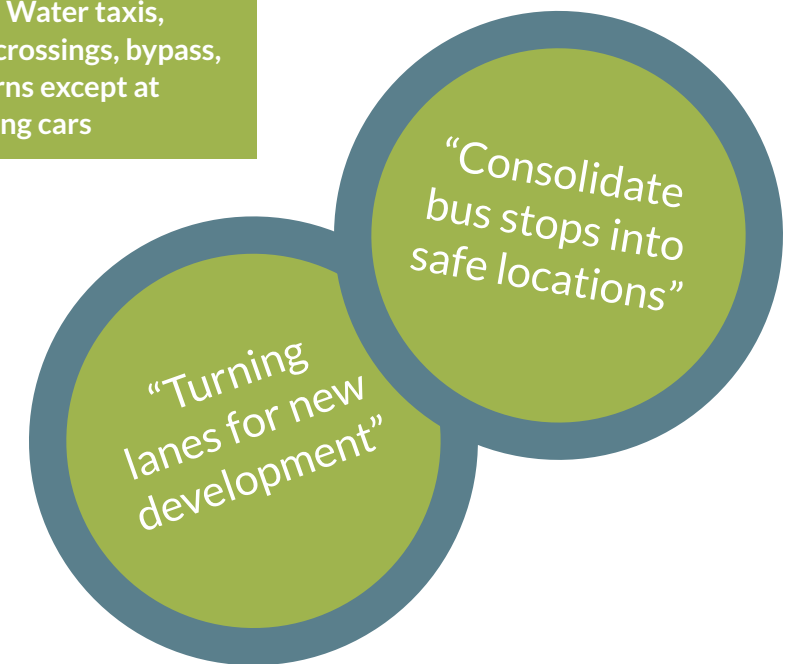 Water taxis,
crossings, bypass,
rns except at
ng cars
“Consolidate
bus stops into
safe locations”
“Turning
lanes for new
development”